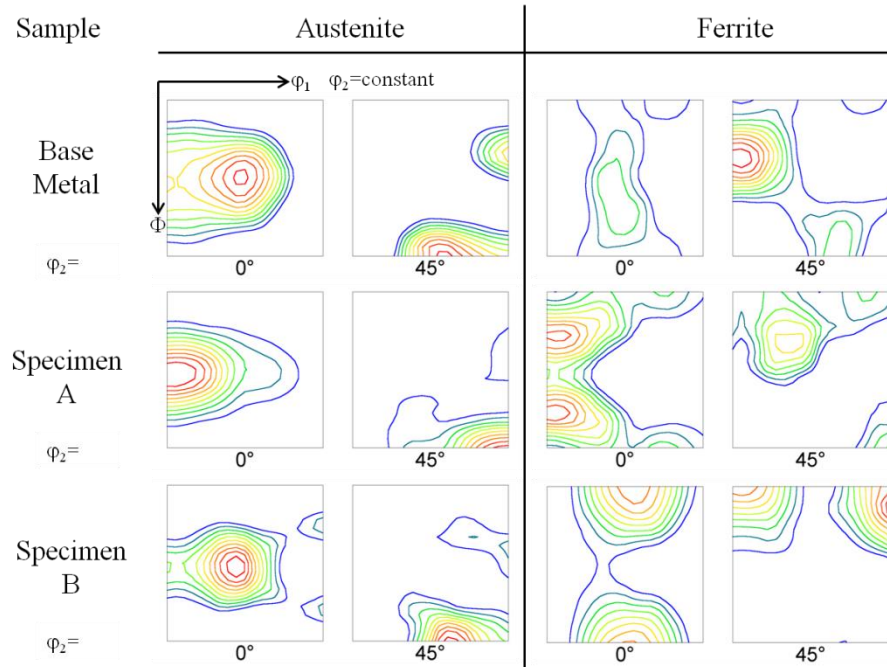 Sample Austenite Ferrite
φ₁ φ₂=constant
Base
Metal
Φ
φ₂= 0° 45° 0° 45°
Specimen
A
φ₂= 0° 45° 0° 45°
Specimen
B
φ₂= 0° 45° 0° 45°